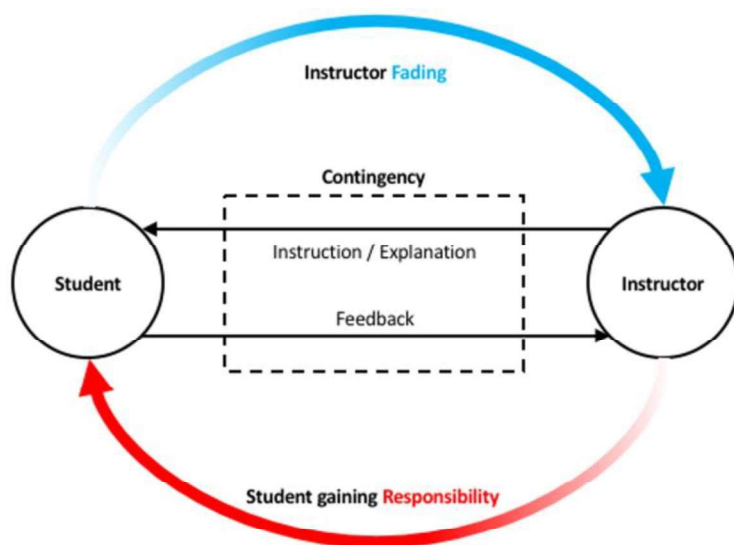 Instructor Fading
Contingency
Instruction / Explanation
Student
Instructor
Feedback
Student gaining Responsibility